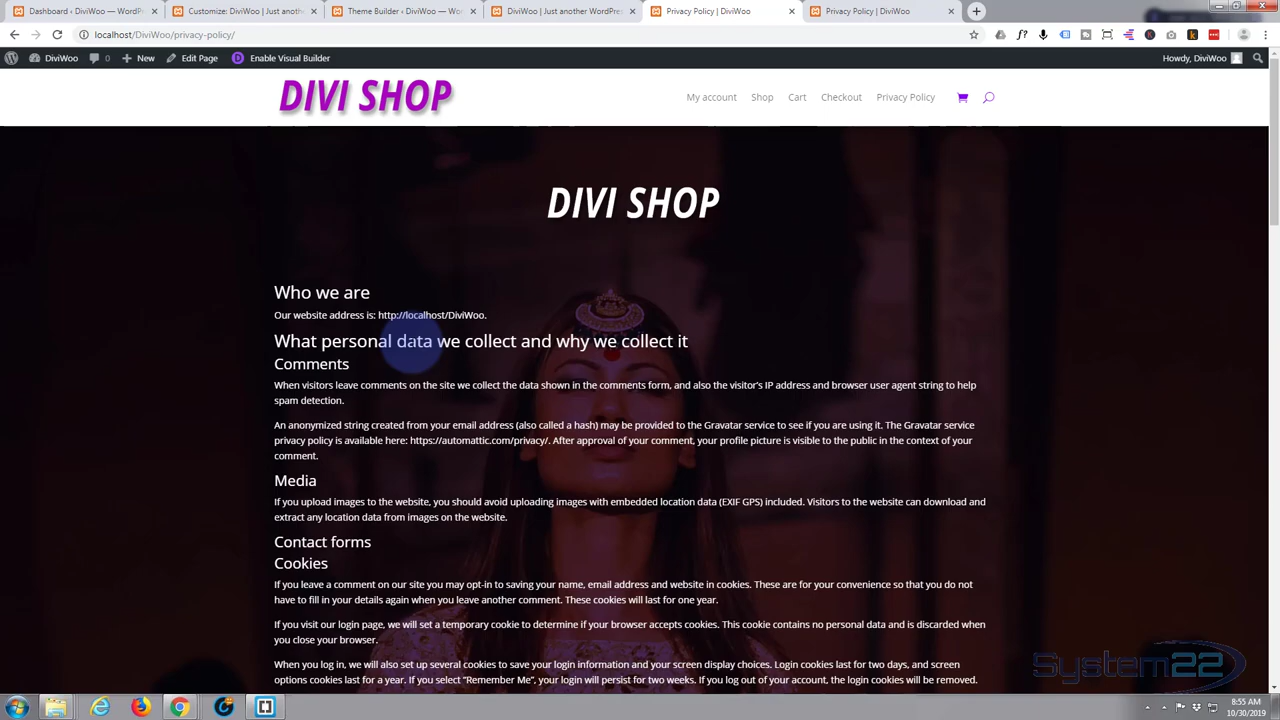 Dashboard ‹ DiviWoo — WordP
Customize: DiviWoo | Just anoth
Theme Builder ‹ DiviWoo — Wo
DiviWoo | Just another WordPre
Privacy Policy | DiviWoo
Privacy Policy | DiviWoo
localhost/DiviWoo/privacy-policy/
DiviWoo
0
New
Edit Page
Enable Visual Builder
Howdy, DiviWoo
DIVI SHOP
My account
Shop
Cart
Checkout
Privacy Policy
DIVI SHOP
Who we are
Our website address is: http://localhost/DiviWoo.
What personal data we collect and why we collect it
Comments
When visitors leave comments on the site we collect the data shown in the comments form, and also the visitor's IP address and browser user agent string to help
spam detection.
An anonymized string created from your email address (also called a hash) may be provided to the Gravatar service to see if you are using it. The Gravatar service
privacy policy is available here: https://automattic.com/privacy/. After approval of your comment, your profile picture is visible to the public in the context of your
comment.
Media
If you upload images to the website, you should avoid uploading images with embedded location data (EXIF GPS) included. Visitors to the website can download and
extract any location data from images on the website.
Contact forms
Cookies
If you leave a comment on our site you may opt-in to saving your name, email address and website in cookies. These are for your convenience so that you do not
have to fill in your details again when you leave another comment. These cookies will last for one year.
If you visit our login page, we will set a temporary cookie to determine if your browser accepts cookies. This cookie contains no personal data and is discarded when
you close your browser.
When you log in, we will also set up several cookies to save your login information and your screen display choices. Login cookies last for two days, and screen
options cookies last for a year. If you select “Remember Me”, your login will persist for two weeks. If you log out of your account, the login cookies will be removed.
System22
8:55 AM
10/30/2019